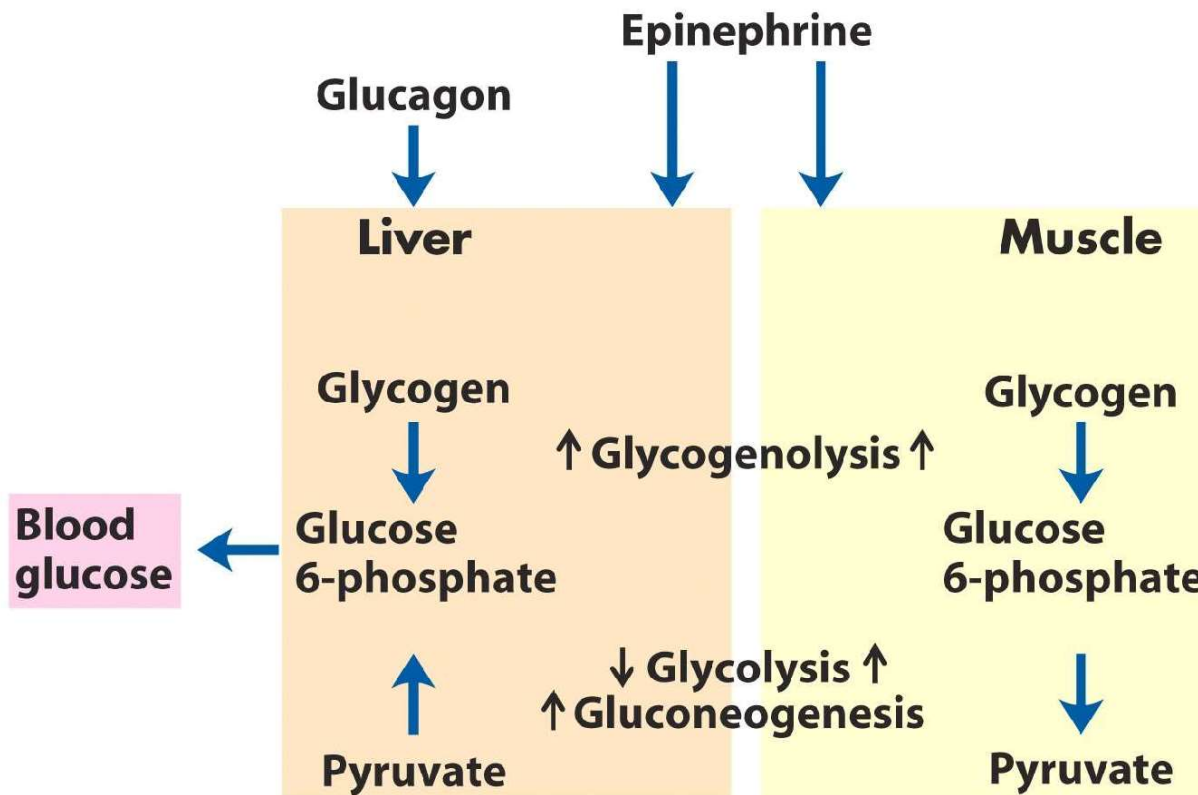 Epinephrine
Glucagon
Liver
Muscle
Glycogen
Glycogen
↑ Glycogenolysis ↑
Blood
glucose
Glucose
6-phosphate
Glucose
6-phosphate
↓ Glycolysis ↑
↑ Gluconeogenesis
Pyruvate
Pyruvate